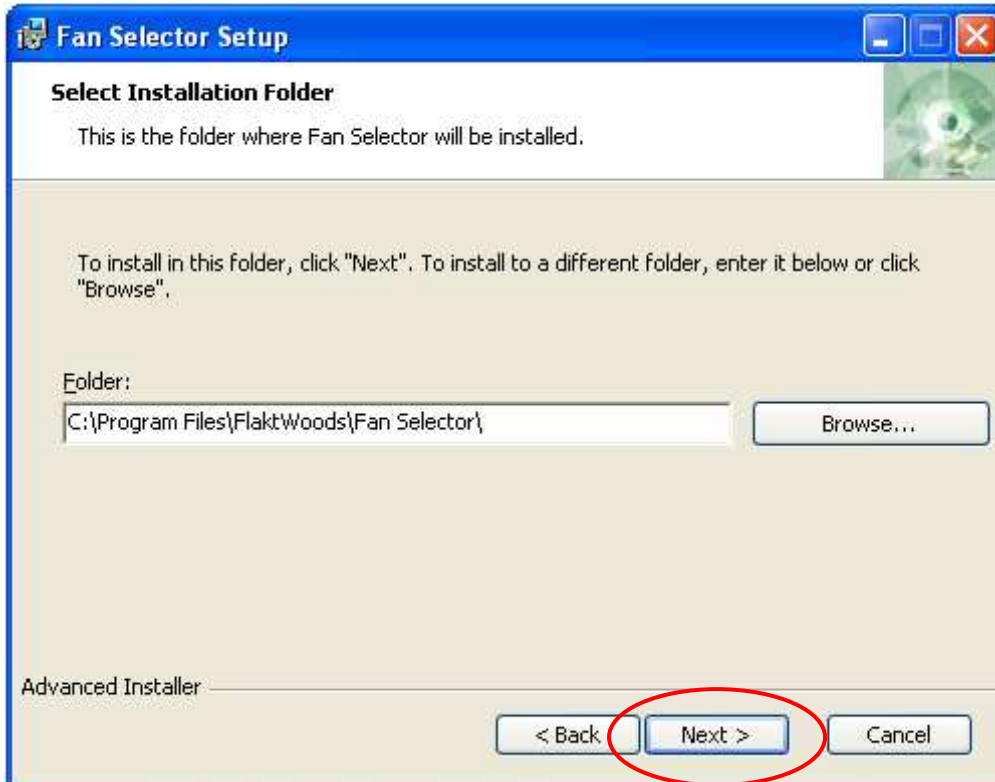 Fan Selector Setup
Select Installation Folder
This is the folder where Fan Selector will be installed.
To install in this folder, click "Next". To install to a different folder, enter it below or click
"Browse".
Folder:
C:\Program Files\FlaktWoods\Fan Selector\
Browse...
Advanced Installer
< Back
Next >
Cancel